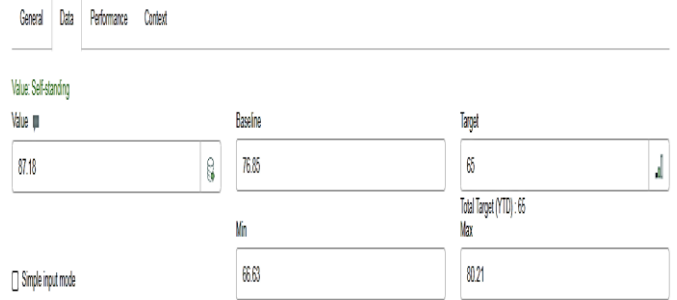 General Data Performance Context
Value: Self-standing
Value Baseline Target
87.18 76.85 65
Total Target (YTD) : 65
Min Max
Simple input mode 66.63 80.21